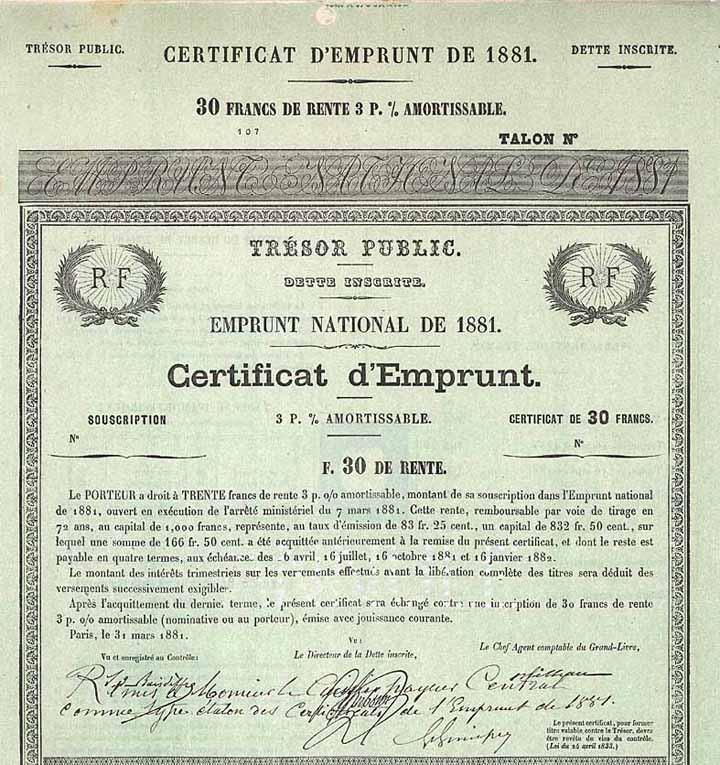 TRÉSOR PUBLIC.
CERTIFICAT D'EMPRUNT DE 1881.
DETTE INSCRITE.
30 FRANCS DE RENTE 3 P. % AMORTISSABLE.
107
TALON Nº
EMPRUNT NATIONAL DE 1881
TRÉSOR PUBLIC.
RF
RF
DETTE INSCRITE.
EMPRUNT NATIONAL DE 1881.
Certificat d'Emprunt.
SOUSCRIPTION
3 P. % AMORTISSABLE.
CERTIFICAT DE 30 FRANCS.
Nº
Nº
F. 30 DE RENTE.
Le PORTEUR a droit à TRENTE francs de rente 3 p. o/o amortissable, montant de sa souscription dans l'Emprunt national
de 1881, ouvert en exécution de l'arrêté ministériel du 7 mars 1881. Cette rente, remboursable par voie de tirage en
72 ans, au capital de 1,000 francs, représente, au taux d'émission de 83 fr. 25 cent., un capital de 832 fr. 50 cent., sur
lequel une somme de 166 fr. 50 cent. a été acquittée antérieurement à la remise du présent certificat, et dont le reste est
payable en quatre termes, aux échéances des 16 avril, 16 juillet, 16 octobre 1881 et 16 janvier 1882.
Le montant des intérêts trimestriels sur les versements effectués avant la libération complète des titres sera déduit des
versements successivement exigibles.
Après l'acquittement du dernier terme, le présent certificat sera échangé contre une inscription de 30 francs de rente
3 p. o/o amortissable (nominative ou au porteur), émise avec jouissance courante.
Paris, le 31 mars 1881.
Vu et enregistré au Contrôle:
Vu:
Le Directeur de la Dette inscrite,
Le Chef Agent comptable du Grand-Livre,
Remis à Monsieur le Caissier payeur Central
comme type étalon des Certificats de l'Emprunt de 1881.
Le présent certificat, pour former
titre valable contre le Trésor, devra
être revêtu du visa du contrôle.
(Loi du 24 avril 1833.)